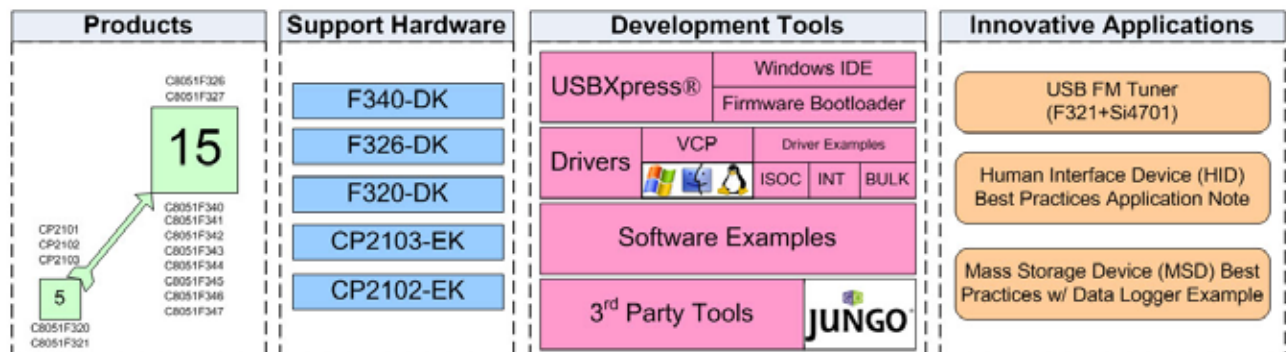 Products
C8051F326
C8051F327
15
C8051F340
C8051F341
C8051F342
C8051F343
C8051F344
C8051F345
C8051F346
C8051F347
CP2101
CP2102
CP2103
5
C8051F320
C8051F321
Support Hardware
F340-DK
F326-DK
F320-DK
CP2103-EK
CP2102-EK
Development Tools
USBXpress®
Windows IDE
Firmware Bootloader
Drivers
VCP
Driver Examples
ISOC
INT
BULK
Software Examples
3rd Party Tools
JUNGO
Innovative Applications
USB FM Tuner
(F321+Si4701)
Human Interface Device (HID)
Best Practices Application Note
Mass Storage Device (MSD) Best
Practices w/ Data Logger Example